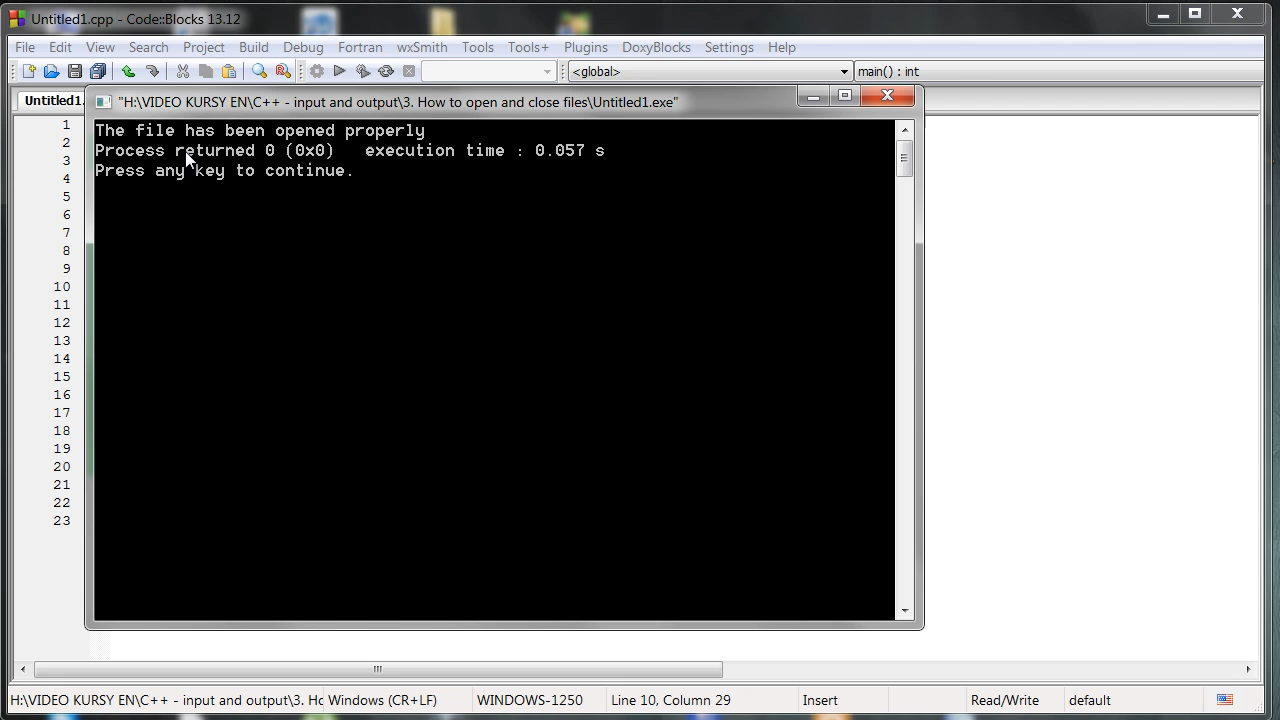 Untitled1.cpp - Code::Blocks 13.12
File Edit View Search Project Build Debug Fortran wxSmith Tools Tools+ Plugins DoxyBlocks Settings Help
<global> main() : int
Untitled1.
"H:\VIDEO KURSY EN\C++ - input and output\3. How to open and close files\Untitled1.exe"
The file has been opened properly
Process returned 0 (0x0)   execution time : 0.057 s
Press any key to continue.
1
2
3
4
5
6
7
8
9
10
11
12
13
14
15
16
17
18
19
20
21
22
23
H:\VIDEO KURSY EN\C++ - input and output\3. Ho Windows (CR+LF) WINDOWS-1250 Line 10, Column 29 Insert Read/Write default